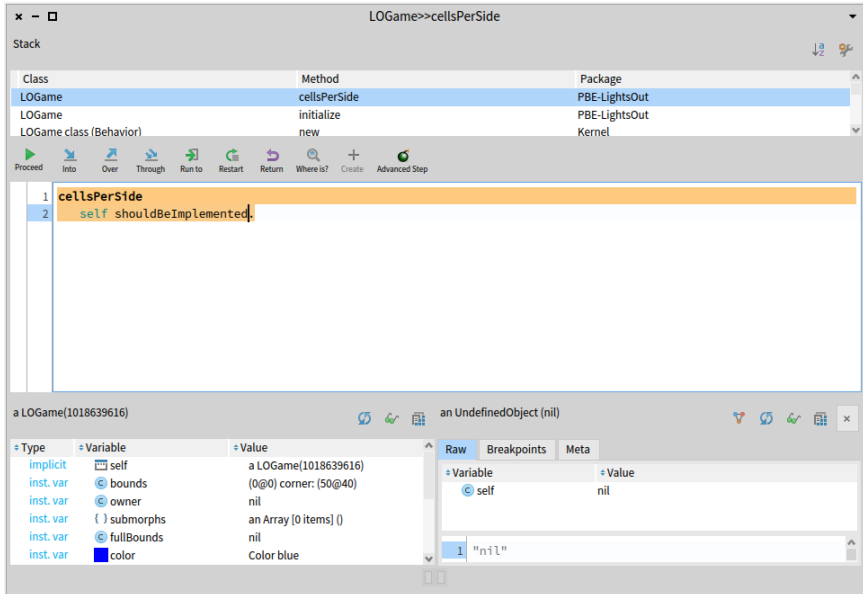 LOGame>>cellsPerSide
Stack
Class Method Package
LOGame cellsPerSide PBE-LightsOut
LOGame initialize PBE-LightsOut
LOGame class (Behavior) new Kernel
Proceed Into Over Through Run to Restart Return Where is? Create Advanced Step
1 cellsPerSide
2 self shouldBeImplemented.
a LOGame(1018639616)
Type Variable Value
implicit self a LOGame(1018639616)
inst. var bounds (0@0) corner: (50@40)
inst. var owner nil
inst. var submorphs an Array [0 items] ()
inst. var fullBounds nil
inst. var color Color blue
an UndefinedObject (nil)
Raw Breakpoints Meta
Variable Value
self nil
1 "nil"